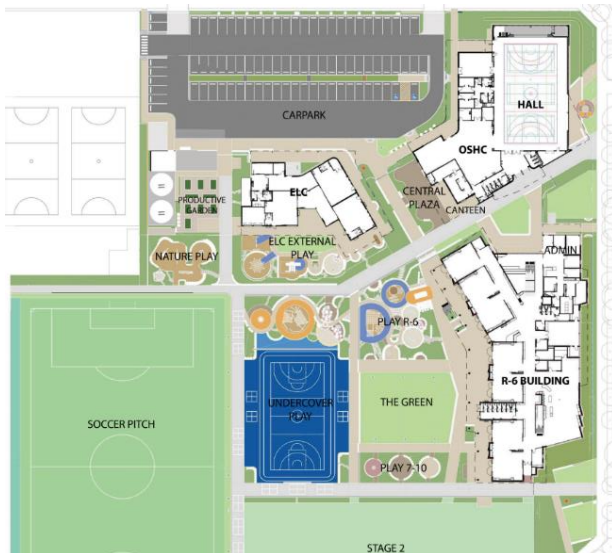 HALL
CARPARK
OSHC
ELC
PRODUCTIVE
GARDEN
CENTRAL
PLAZA
CANTEEN
ELC EXTERNAL
PLAY
NATURE PLAY
ADMIN
PLAY R-6
R-6 BUILDING
UNDERCOVER
PLAY
THE GREEN
SOCCER PITCH
PLAY 7-10
STAGE 2